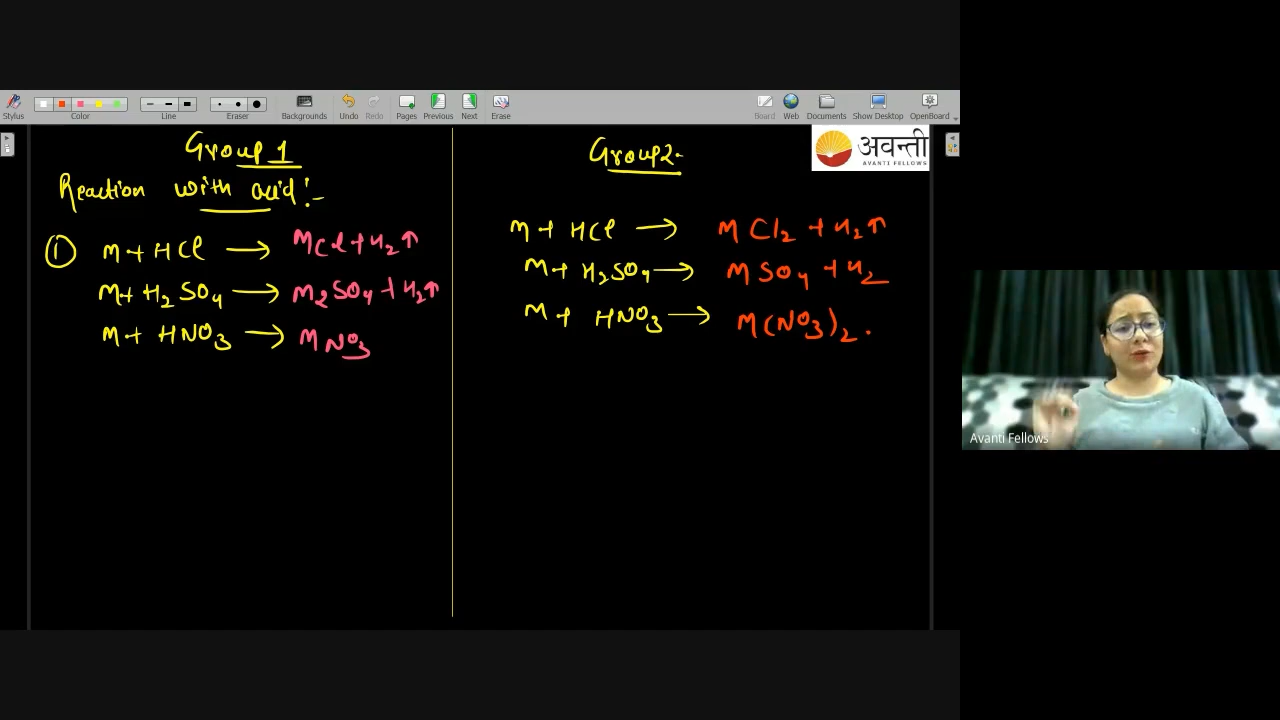 Stylus
Color
Line
Eraser
Backgrounds
Undo
Redo
Pages
Previous
Next
Erase
Board
Web
Documents
Show Desktop
OpenBoard
Group 1
Reaction with acid :-
① M + HCl → MCl + H2↑
M + H2SO4 → M2SO4 + H2↑
M + HNO3 → MNO3
Group 2.
M + HCl → MCl2 + H2↑
M + H2SO4 → MSO4 + H2
M + HNO3 → M(NO3)2 .
अवन्ती
AVANTI FELLOWS
Avanti Fellows